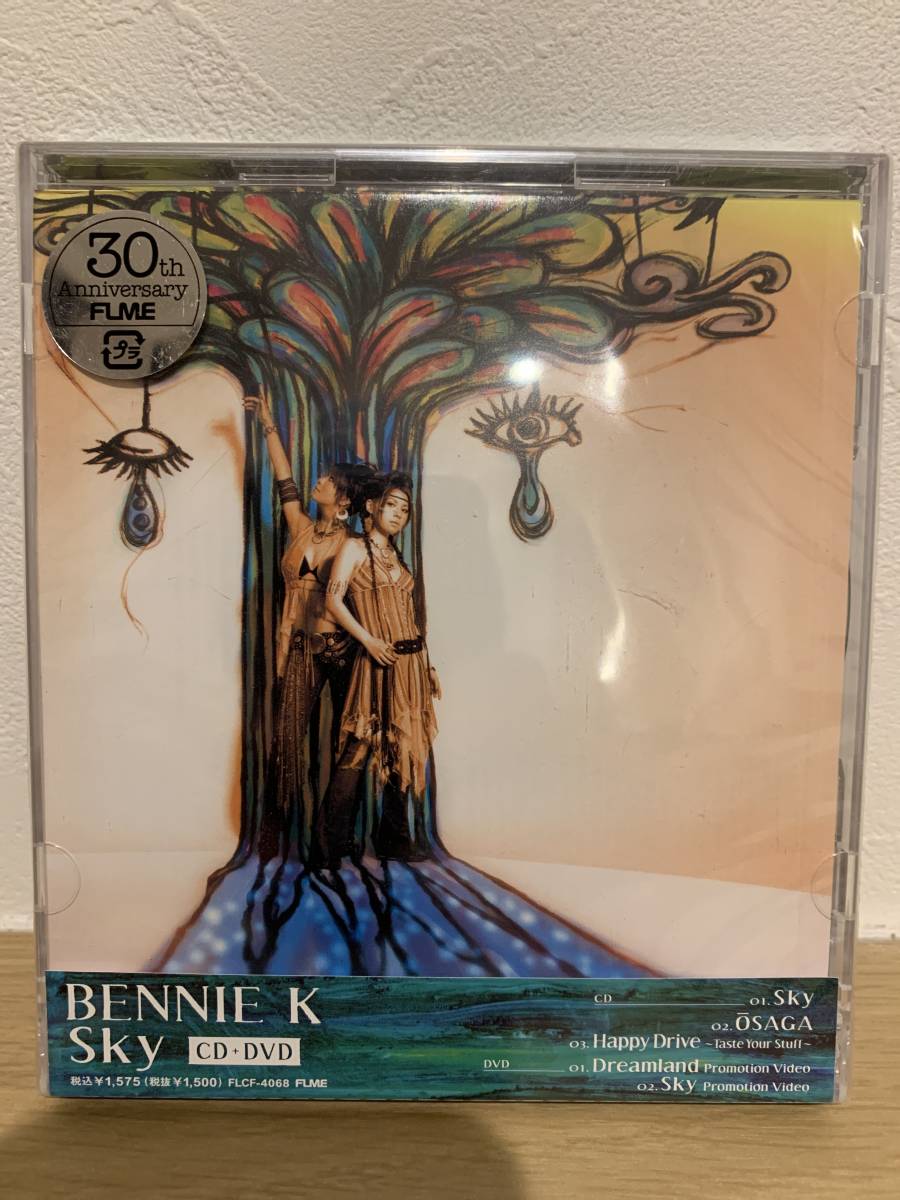 30th
Anniversary
FLME
プラ
BENNIE K
Sky CD+DVD
税込¥1,575(税抜¥1,500) FLCF-4068 FLME
CD 01. Sky
02. ŌSAGA
03. Happy Drive ~Taste Your Stuff~
DVD 01. Dreamland Promotion Video
02. Sky Promotion Video